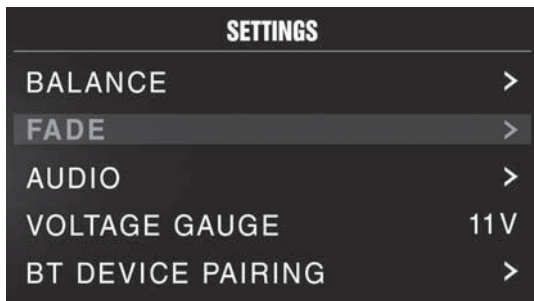 SETTINGS
BALANCE >
FADE >
AUDIO >
VOLTAGE GAUGE 11V
BT DEVICE PAIRING >